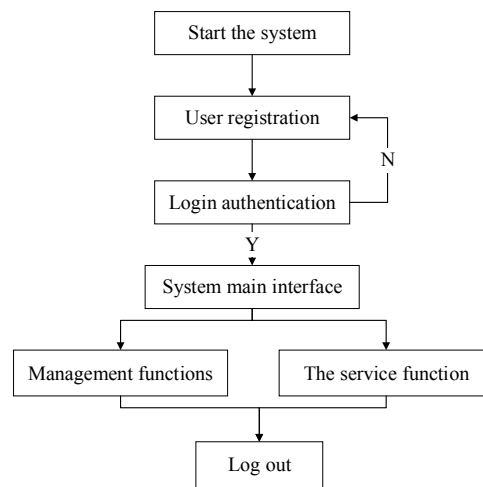 Start the system
User registration
N
Login authentication
Y
System main interface
Management functions
The service function
Log out